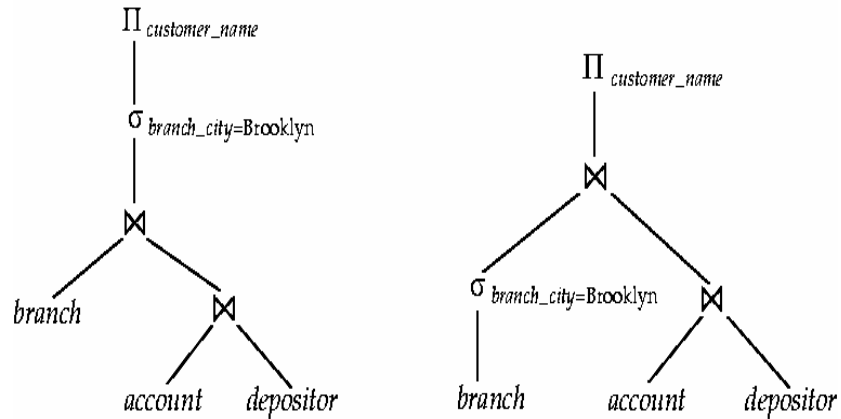 Π customer_name
σ branch_city=Brooklyn
⋈
branch
⋈
account depositor
Π customer_name
⋈
σ branch_city=Brooklyn
⋈
branch
account depositor